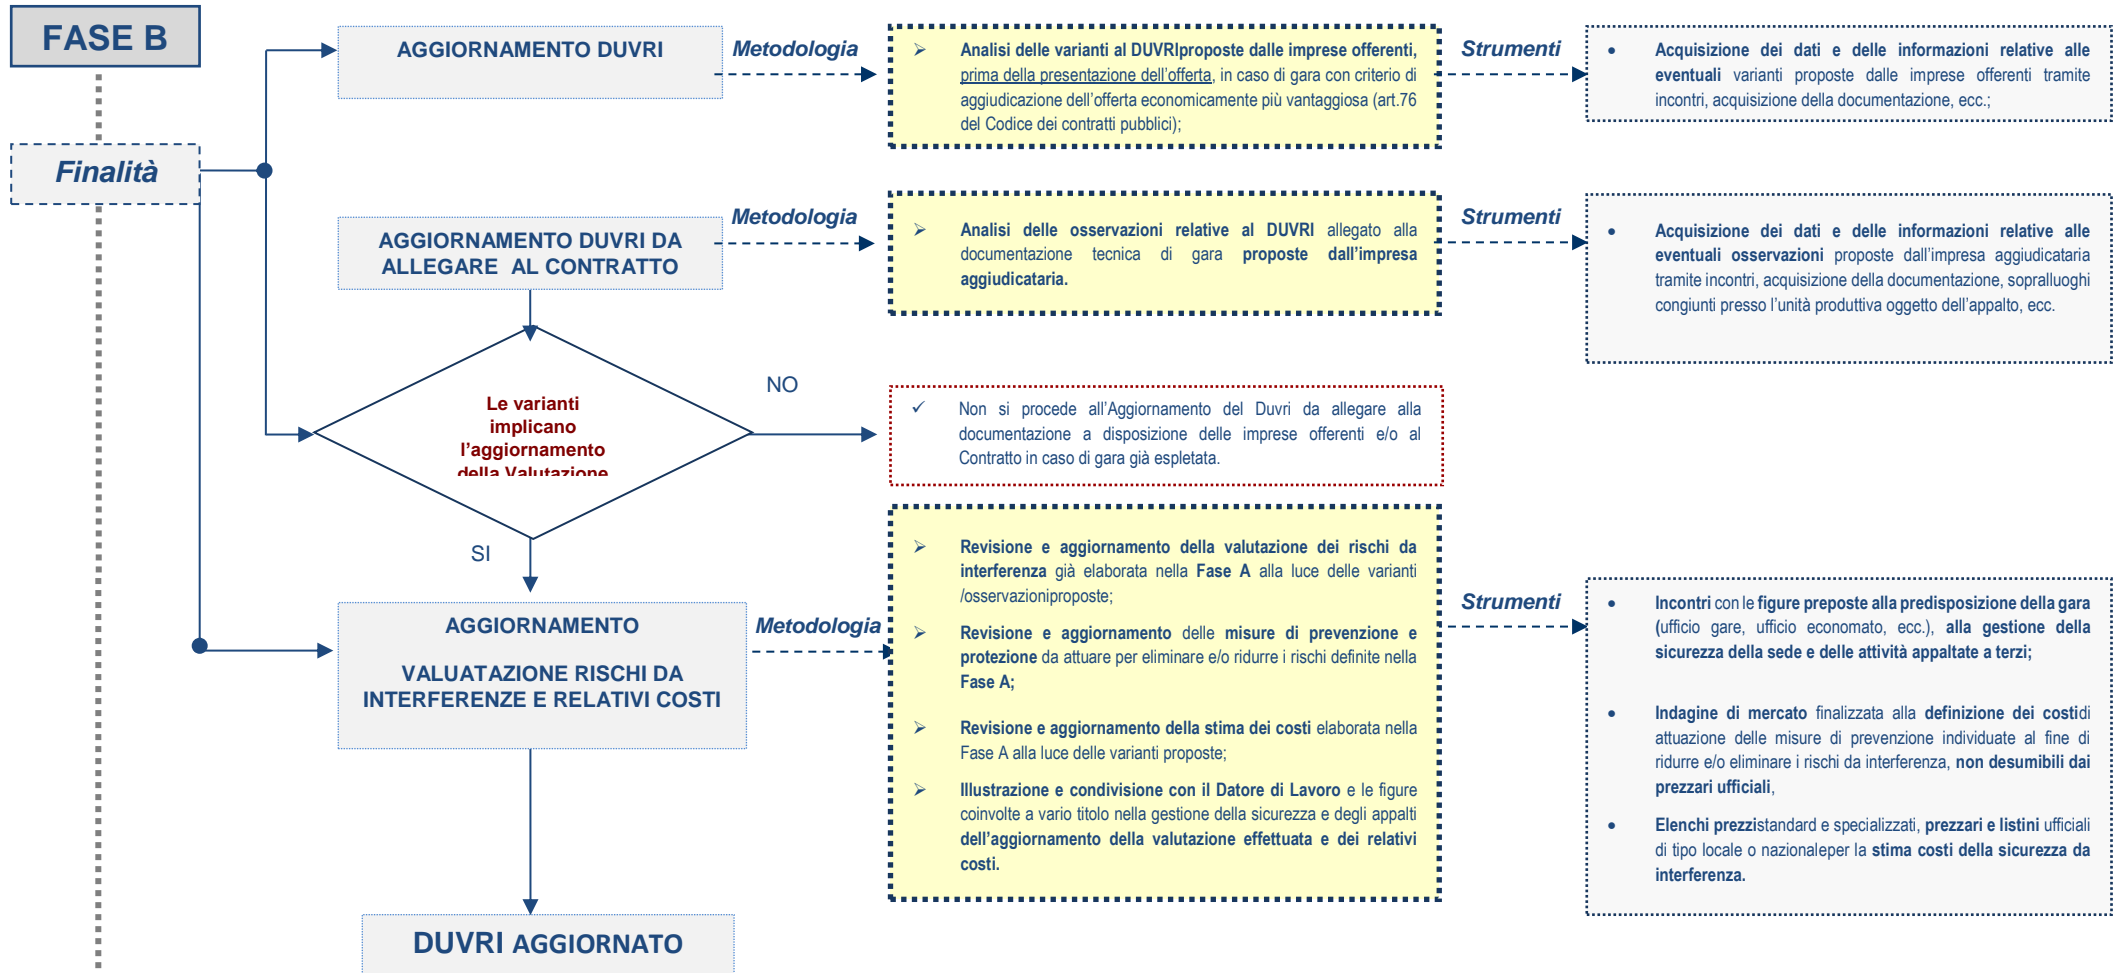 FASE B
Finalità
AGGIORNAMENTO DUVRI
Metodologia
➢ Analisi delle varianti al DUVRIproposte dalle imprese offerenti,
prima della presentazione dell'offerta, in caso di gara con criterio di
aggiudicazione dell'offerta economicamente più vantaggiosa (art.76
del Codice dei contratti pubblici);
Strumenti
• Acquisizione dei dati e delle informazioni relative alle
eventuali varianti proposte dalle imprese offerenti tramite
incontri, acquisizione della documentazione, ecc.;
AGGIORNAMENTO DUVRI DA
ALLEGARE AL CONTRATTO
Metodologia
➢ Analisi delle osservazioni relative al DUVRI allegato alla
documentazione tecnica di gara proposte dall'impresa
aggiudicataria.
Strumenti
• Acquisizione dei dati e delle informazioni relative alle
eventuali osservazioni proposte dall'impresa aggiudicataria
tramite incontri, acquisizione della documentazione, sopralluoghi
congiunti presso l'unità produttiva oggetto dell'appalto, ecc.
Le varianti
implicano
l'aggiornamento
della Valutazione
NO
✓ Non si procede all'Aggiornamento del Duvri da allegare alla
documentazione a disposizione delle imprese offerenti e/o al
Contratto in caso di gara già espletata.
SI
AGGIORNAMENTO
VALUATAZIONE RISCHI DA
INTERFERENZE E RELATIVI COSTI
Metodologia
➢ Revisione e aggiornamento della valutazione dei rischi da
interferenza già elaborata nella Fase A alla luce delle varianti
/osservazioniproposte;
➢ Revisione e aggiornamento delle misure di prevenzione e
protezione da attuare per eliminare e/o ridurre i rischi definite nella
Fase A;
➢ Revisione e aggiornamento della stima dei costi elaborata nella
Fase A alla luce delle varianti proposte;
➢ Illustrazione e condivisione con il Datore di Lavoro e le figure
coinvolte a vario titolo nella gestione della sicurezza e degli appalti
dell'aggiornamento della valutazione effettuata e dei relativi
costi.
Strumenti
• Incontri con le figure preposte alla predisposizione della gara
(ufficio gare, ufficio economato, ecc.), alla gestione della
sicurezza della sede e delle attività appaltate a terzi;
• Indagine di mercato finalizzata alla definizione dei costidi
attuazione delle misure di prevenzione individuate al fine di
ridurre e/o eliminare i rischi da interferenza, non desumibili dai
prezzari ufficiali,
• Elenchi prezzistandard e specializzati, prezzari e listini ufficiali
di tipo locale o nazionaleper la stima costi della sicurezza da
interferenza.
DUVRI AGGIORNATO